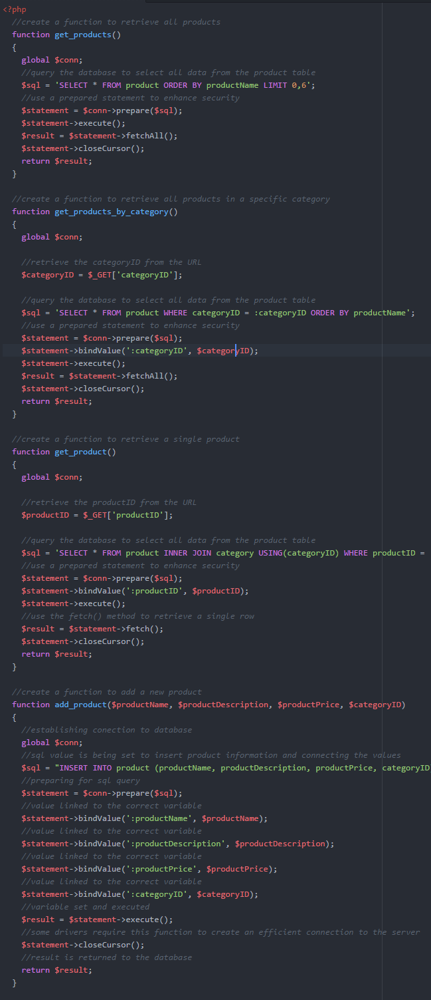 <?php
//create a function to retrieve all products
function get_products()
{
global $conn;
//query the database to select all data from the product table
$sql = 'SELECT * FROM product ORDER BY productName LIMIT 0,6';
//use a prepared statement to enhance security
$statement = $conn->prepare($sql);
$statement->execute();
$result = $statement->fetchAll();
$statement->closeCursor();
return $result;
}
//create a function to retrieve all products in a specific category
function get_products_by_category()
{
global $conn;
//retrieve the categoryID from the URL
$categoryID = $_GET['categoryID'];
//query the database to select all data from the product table
$sql = 'SELECT * FROM product WHERE categoryID = :categoryID ORDER BY productName';
//use a prepared statement to enhance security
$statement = $conn->prepare($sql);
$statement->bindValue(':categoryID', $categoryID);
$statement->execute();
$result = $statement->fetchAll();
$statement->closeCursor();
return $result;
}
//create a function to retrieve a single product
function get_product()
{
global $conn;
//retrieve the productID from the URL
$productID = $_GET['productID'];
//query the database to select all data from the product table
$sql = 'SELECT * FROM product INNER JOIN category USING(categoryID) WHERE productID =
//use a prepared statement to enhance security
$statement = $conn->prepare($sql);
$statement->bindValue(':productID', $productID);
$statement->execute();
//use the fetch() method to retrieve a single row
$result = $statement->fetch();
$statement->closeCursor();
return $result;
}
//create a function to add a new product
function add_product($productName, $productDescription, $productPrice, $categoryID)
{
//establishing conection to database
global $conn;
//sql value is being set to insert product information and connecting the values
$sql = "INSERT INTO product (productName, productDescription, productPrice, categoryID
//preparing for sql query
$statement = $conn->prepare($sql);
//value linked to the correct variable
$statement->bindValue(':productName', $productName);
//value linked to the correct variable
$statement->bindValue(':productDescription', $productDescription);
//value linked to the correct variable
$statement->bindValue(':productPrice', $productPrice);
//value linked to the correct variable
$statement->bindValue(':categoryID', $categoryID);
//variable set and executed
$result = $statement->execute();
//some drivers require this function to create an efficient connection to the server
$statement->closeCursor();
//result is returned to the database
return $result;
}